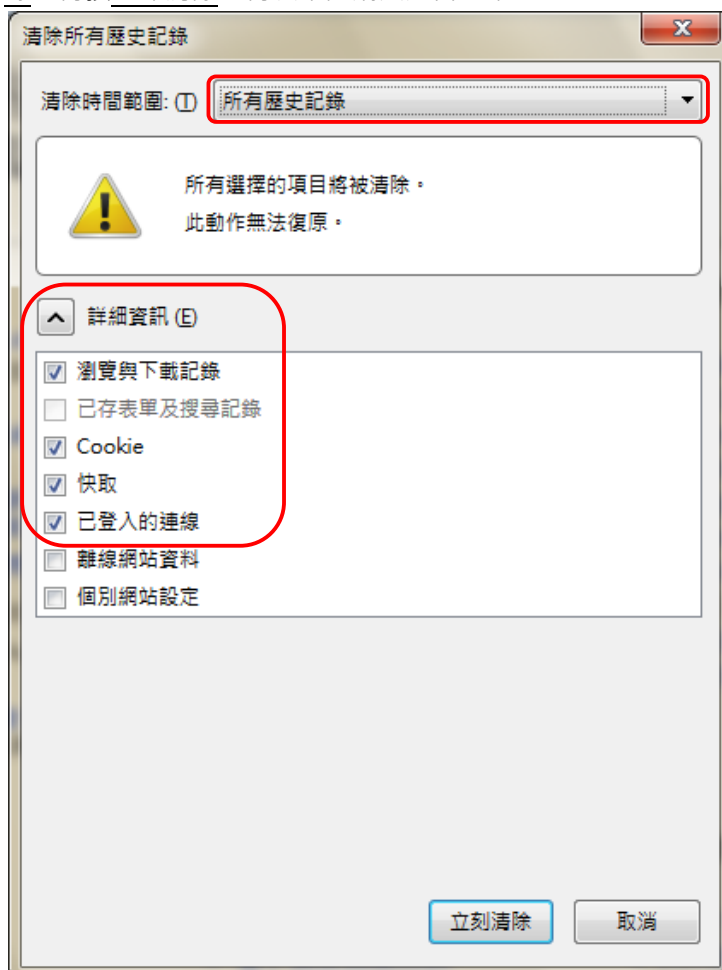 清除所有歷史記錄
清除時間範圍: (T) 所有歷史記錄
所有選擇的項目將被清除。
此動作無法復原。
詳細資訊 (E)
瀏覽與下載記錄
已存表單及搜尋記錄
Cookie
快取
已登入的連線
離線網站資料
個別網站設定
立刻清除 取消